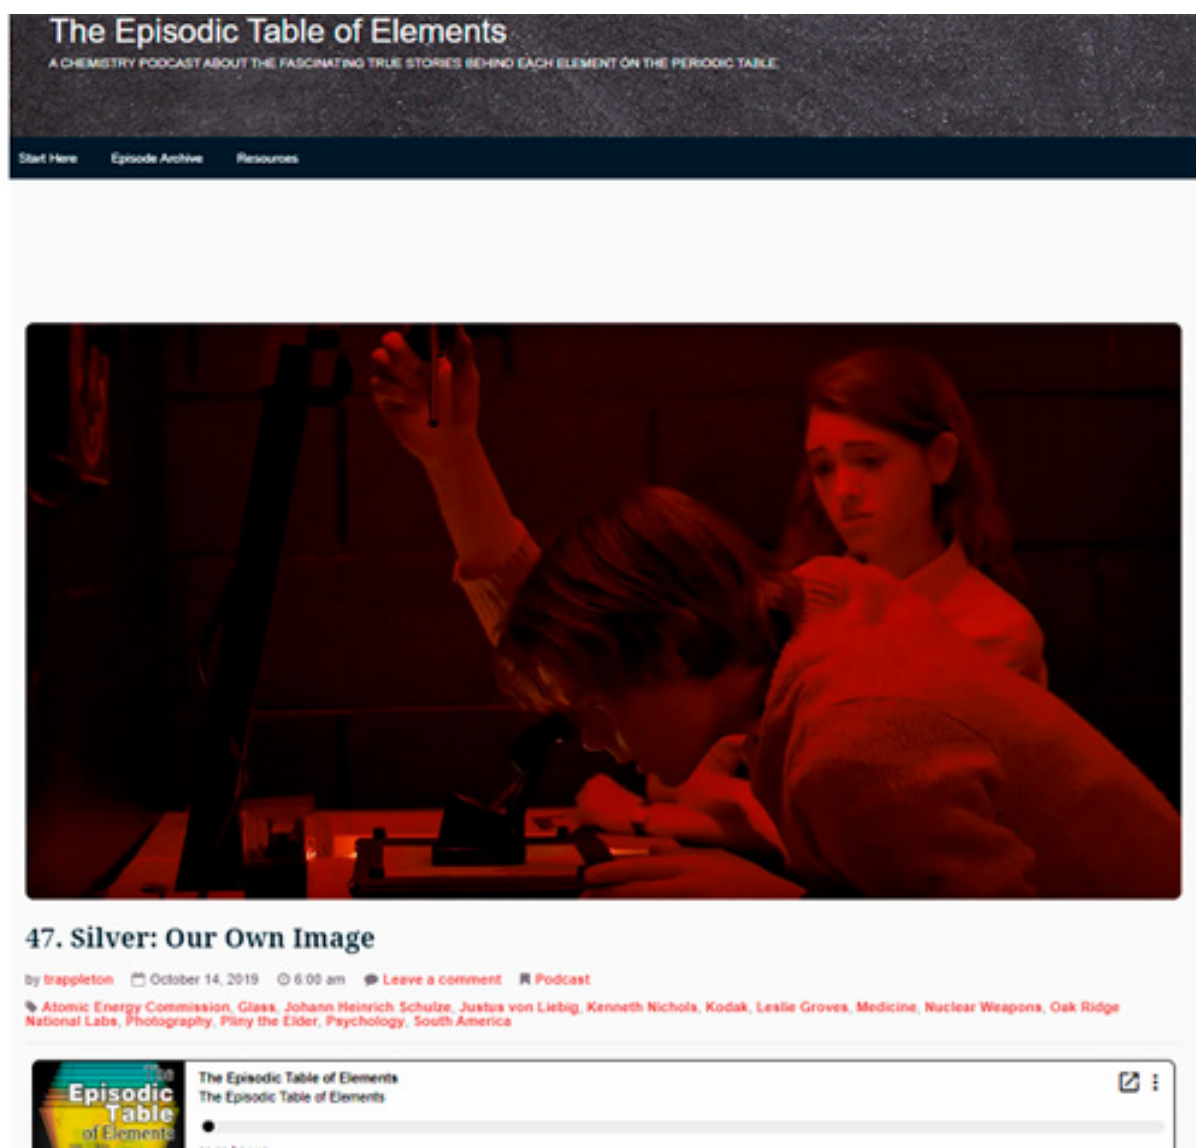 The Episodic Table of Elements
A CHEMISTRY PODCAST ABOUT THE FASCINATING TRUE STORIES BEHIND EACH ELEMENT ON THE PERIODIC TABLE.
Start Here Episode Archive Resources
47. Silver: Our Own Image
by trappleton October 14, 2019 6:00 am Leave a comment Podcast
Atomic Energy Commission, Glass, Johann Heinrich Schulze, Justus von Liebig, Kenneth Nichols, Kodak, Leslie Groves, Medicine, Nuclear Weapons, Oak Ridge
National Labs, Photography, Pliny the Elder, Psychology, South America
The
Episodic
Table
of Elements
The Episodic Table of Elements
The Episodic Table of Elements